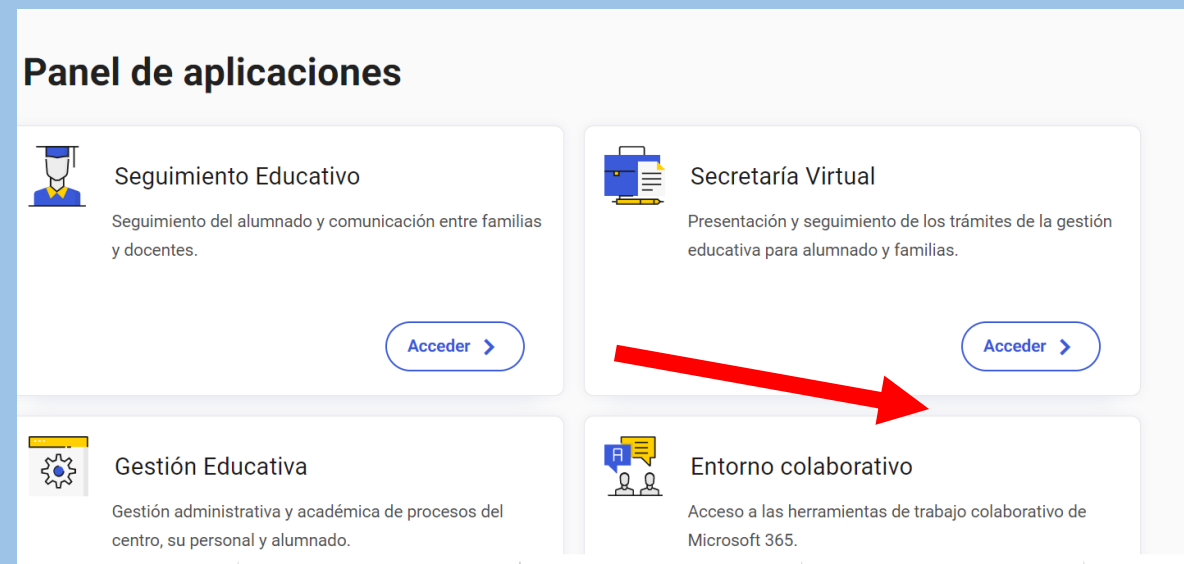 Panel de aplicaciones
Seguimiento Educativo
Seguimiento del alumnado y comunicación entre familias
y docentes.
Acceder
Secretaría Virtual
Presentación y seguimiento de los trámites de la gestión
educativa para alumnado y familias.
Acceder
Gestión Educativa
Gestión administrativa y académica de procesos del
centro, su personal y alumnado.
A
Entorno colaborativo
Acceso a las herramientas de trabajo colaborativo de
Microsoft 365.